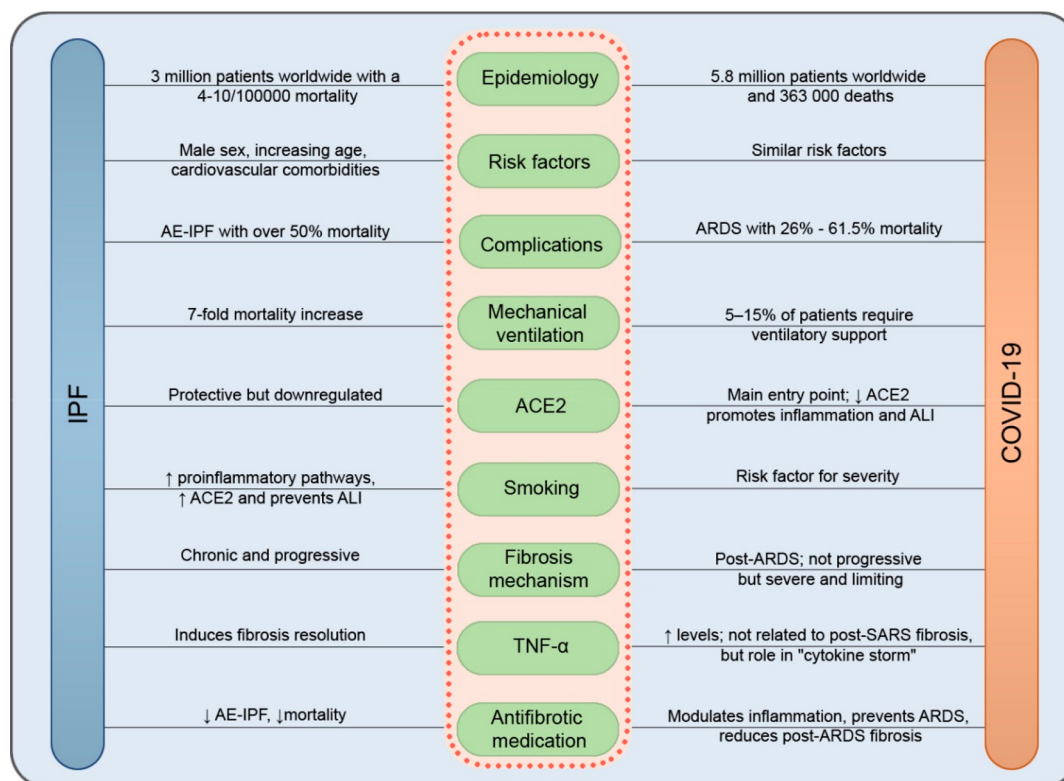 IPF
COVID-19
3 million patients worldwide with a
4-10/100000 mortality
Epidemiology
5.8 million patients worldwide
and 363 000 deaths
Male sex, increasing age,
cardiovascular comorbidities
Risk factors
Similar risk factors
AE-IPF with over 50% mortality
Complications
ARDS with 26% - 61.5% mortality
7-fold mortality increase
Mechanical
ventilation
5–15% of patients require
ventilatory support
Protective but downregulated
ACE2
Main entry point; ↓ ACE2
promotes inflammation and ALI
↑ proinflammatory pathways,
↑ ACE2 and prevents ALI
Smoking
Risk factor for severity
Chronic and progressive
Fibrosis
mechanism
Post-ARDS; not progressive
but severe and limiting
Induces fibrosis resolution
TNF-α
↑ levels; not related to post-SARS fibrosis,
but role in "cytokine storm"
↓ AE-IPF, ↓mortality
Antifibrotic
medication
Modulates inflammation, prevents ARDS,
reduces post-ARDS fibrosis